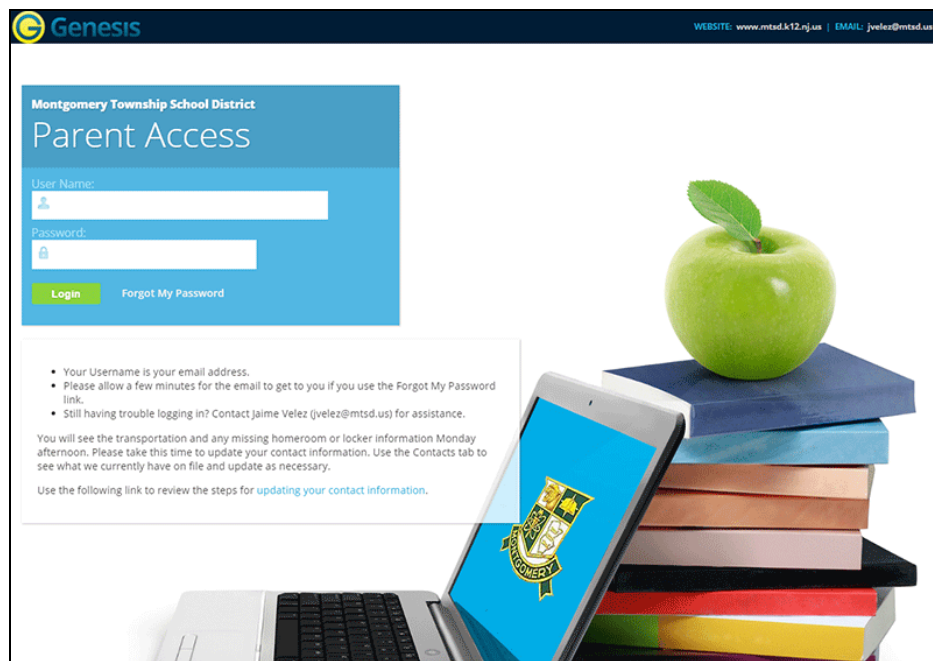 Genesis
WEBSITE: www.mtsd.k12.nj.us | EMAIL: jvelez@mtsd.us
Montgomery Township School District
Parent Access
User Name:
Password:
Login Forgot My Password
• Your Username is your email address.
• Please allow a few minutes for the email to get to you if you use the Forgot My Password
link.
• Still having trouble logging in? Contact Jaime Velez (jvelez@mtsd.us) for assistance.
You will see the transportation and any missing homeroom or locker information Monday
afternoon. Please take this time to update your contact information. Use the Contacts tab to
see what we currently have on file and update as necessary.
Use the following link to review the steps for updating your contact information.
MONTGOMERY